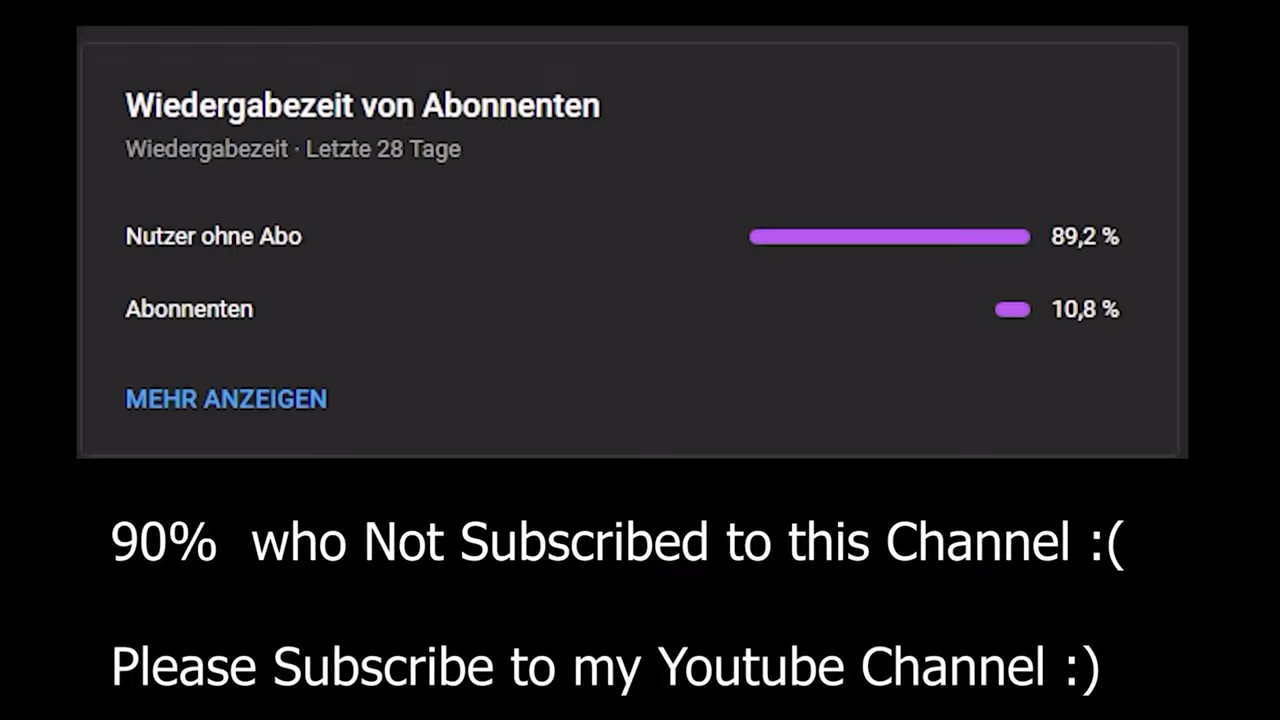 Wiedergabezeit von Abonnenten
Wiedergabezeit · Letzte 28 Tage
Nutzer ohne Abo 89,2 %
Abonnenten 10,8 %
MEHR ANZEIGEN
90% who Not Subscribed to this Channel :(
Please Subscribe to my Youtube Channel :)